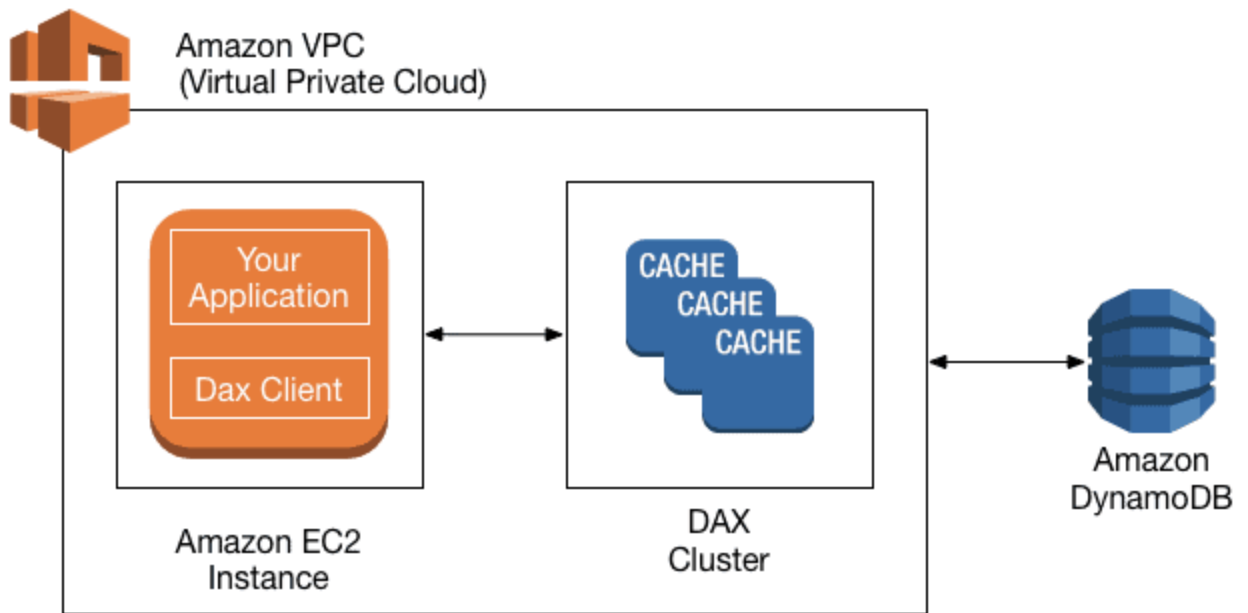 Amazon VPC
(Virtual Private Cloud)
Your
Application
Dax Client
CACHE
CACHE
CACHE
Amazon EC2
Instance
DAX
Cluster
Amazon
DynamoDB